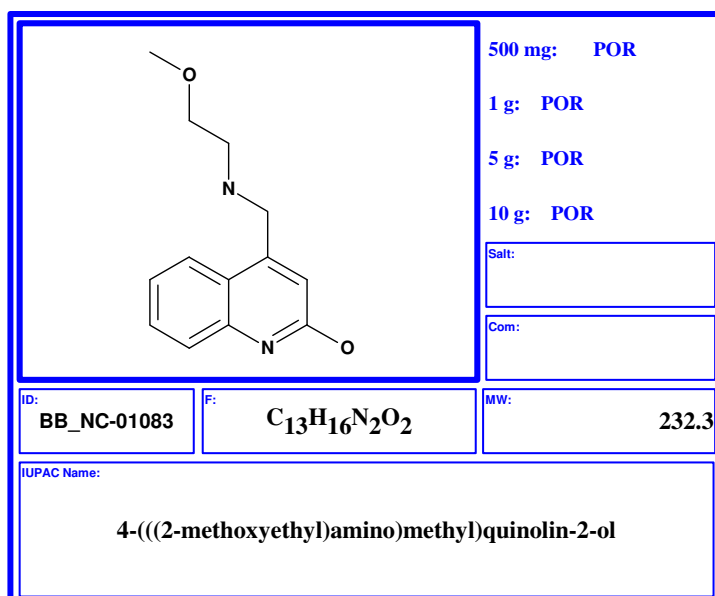 500 mg: POR
1 g: POR
5 g: POR
10 g: POR
O
N
N
O
Salt:
Com:
ID:
BB_NC-01083
F:
C13H16N2O2
MW:
232.3
IUPAC Name:
4-(((2-methoxyethyl)amino)methyl)quinolin-2-ol